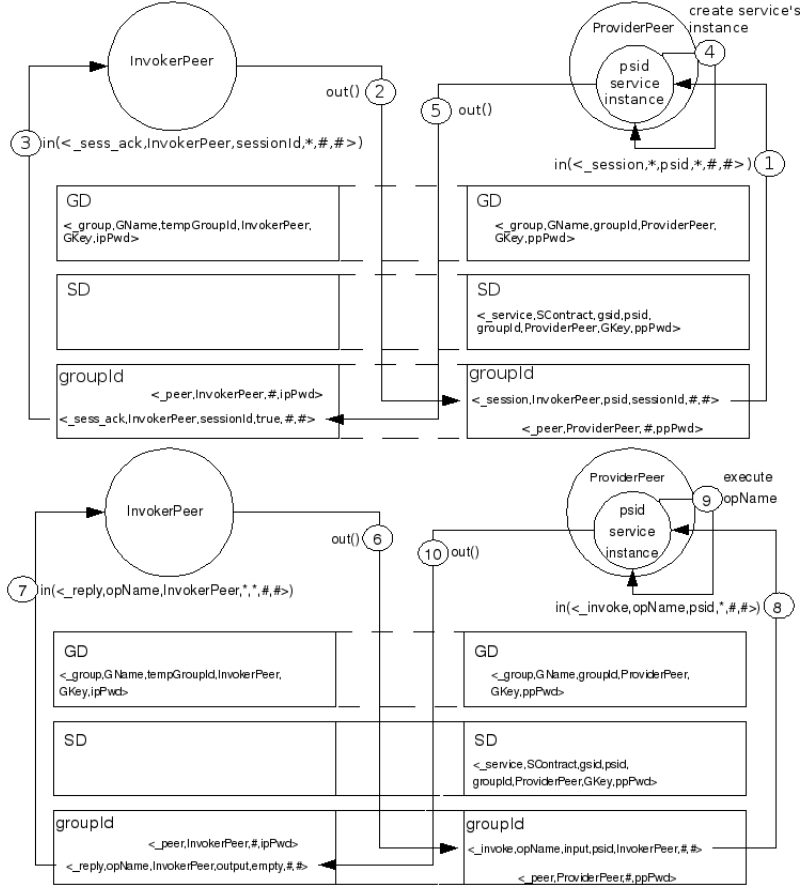 create service's
instance
InvokerPeer
ProviderPeer
4
psid
service
instance
out()
2
5
out()
3
in(<_sess_ack,InvokerPeer,sessionId,*,#,#>)
in(<_session,*,psid,*,#,#>)
1
GD
<_group,GName,tempGroupId,InvokerPeer,
GKey,ipPwd>
GD
<_group,GName,groupId,ProviderPeer,
GKey,ppPwd>
SD
SD
<_service,SContract,gsid,psid,
groupId,ProviderPeer,GKey,ppPwd>
groupId
<_peer,InvokerPeer,#,ipPwd>
<_sess_ack,InvokerPeer,sessionId,true,#,#>
groupId
<_session,InvokerPeer,psid,sessionId,#,#>
<_peer,ProviderPeer,#,ppPwd>
InvokerPeer
ProviderPeer
9
execute
opName
psid
service
instance
out()
6
10
out()
7
in(<_reply,opName,InvokerPeer,*,*,#,#>)
in(<_invoke,opName,psid,*,#,#>)
8
GD
<_group,GName,tempGroupId,InvokerPeer,
GKey,ipPwd>
GD
<_group,GName,groupId,ProviderPeer,
GKey,ppPwd>
SD
SD
<_service,SContract,gsid,psid,
groupId,ProviderPeer,GKey,ppPwd>
groupId
<_peer,InvokerPeer,#,ipPwd>
<_reply,opName,InvokerPeer,output,empty,#,#>
groupId
<_invoke,opName,input,psid,InvokerPeer,#,#>
<_peer,ProviderPeer,#,ppPwd>